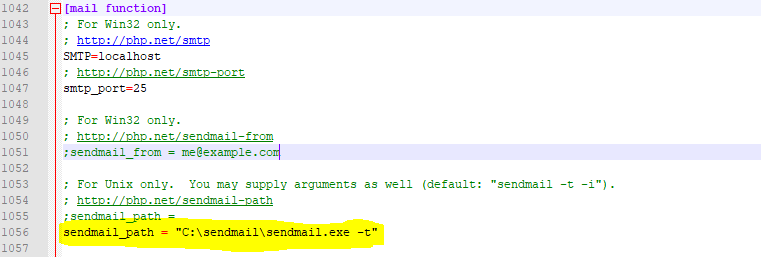 1042 [mail function]
1043 ; For Win32 only.
1044 ; http://php.net/smtp
1045 SMTP=localhost
1046 ; http://php.net/smtp-port
1047 smtp_port=25
1048
1049 ; For Win32 only.
1050 ; http://php.net/sendmail-from
1051 ;sendmail_from = me@example.com
1052
1053 ; For Unix only.  You may supply arguments as well (default: "sendmail -t -i").
1054 ; http://php.net/sendmail-path
1055 ;sendmail_path =
1056 sendmail_path = "C:\sendmail\sendmail.exe -t"
1057